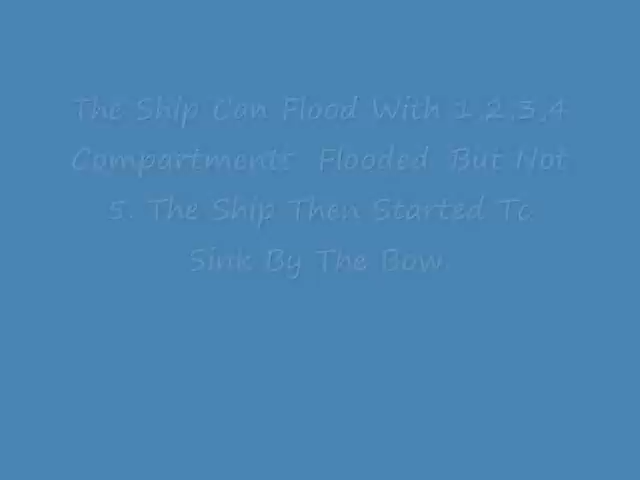 The Ship Can Flood With 1,2,3,4
Compartments Flooded But Not
5. The Ship Then Started To
Sink By The Bow.